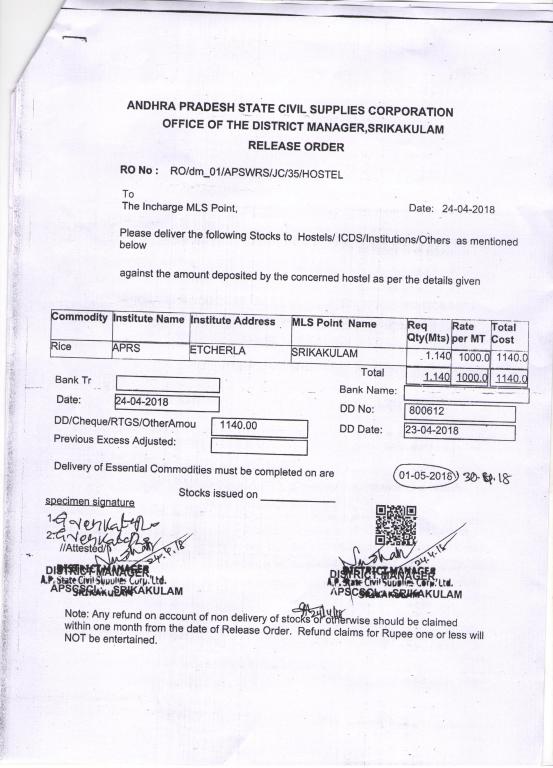 ANDHRA PRADESH STATE CIVIL SUPPLIES CORPORATION
OFFICE OF THE DISTRICT MANAGER,SRIKAKULAM
RELEASE ORDER
RO No : RO/dm_01/APSWRS/JC/35/HOSTEL
To
The Incharge MLS Point, Date: 24-04-2018
Please deliver the following Stocks to Hostels/ ICDS/Institutions/Others as mentioned
below
against the amount deposited by the concerned hostel as per the details given
Commodity Institute Name Institute Address MLS Point Name Req Qty(Mts) Rate per MT Total Cost
Rice APRS ETCHERLA SRIKAKULAM 1.140 1000.0 1140.0
Total 1.140 1000.0 1140.0
Bank Tr Bank Name:
Date: 24-04-2018 DD No: 800612
DD/Cheque/RTGS/OtherAmou 1140.00 DD Date: 23-04-2018
Previous Excess Adjusted:
Delivery of Essential Commodities must be completed on are 01-05-2018
Stocks issued on
specimen signature
1.
2.
//Attested// 24.4.18 24.4.18
DISTRICT MANAGER DISTRICT MANAGER
A.P. State Civil Supplies Corp. Ltd. A.P. State Civil Supplies Corp. Ltd.
APSCSCL, SRIKAKULAM APSCSCL, SRIKAKULAM
24/4/18
Note: Any refund on account of non delivery of stocks or otherwise should be claimed
within one month from the date of Release Order. Refund claims for Rupee one or less will
NOT be entertained.